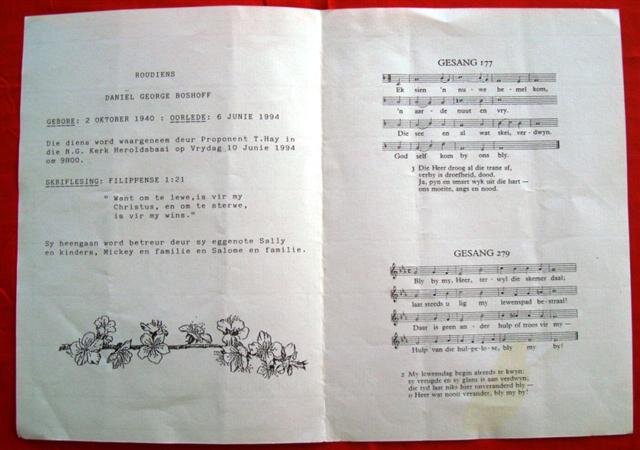 ROUDIENS
DANIËL GEORGE BOSHOFF
GEBORE: 2 OKTOBER 1940 : OORLEDE: 6 JUNIE 1994
Die diens word waargeneem deur Proponent T.Hay in
die N.G. Kerk Heroldsbaai op Vrydag 10 Junie 1994
om 9H00.
SKRIFLESING: FILIPPENSE 1:21
" Want om te lewe,is vir my
Christus, en om te sterwe,
is vir my wins."
Sy heengaan word betreur deur sy eggenote Sally
en kinders, Mickey en familie en Salome en familie.
GESANG 177
Ek sien 'n nu-we he-mel kom,
'n aar-de nuut en vry.
Die see en al wat skei, ver-dwyn.
God self kom by ons bly.
3 Die Heer droog al die trane af,
verby is droefheid, dood.
Ja, pyn en smart wyk uit die hart —
ons moeite, angs en nood.
GESANG 279
Bly by my, Heer, ter-wyl die skemer daal;
laat steeds u lig my lewenspad be-straal!
Daar is geen an-der hulp of troos vir my —
Hulp van die hul-pe-lo-se, bly my by!
2 My lewensdag begin alreeds te kwyn;
sy vreugde en sy glans is aan verdwyn;
die tyd laat niks hier onveranderd bly —
o Heer wat nooit verander, bly my by!